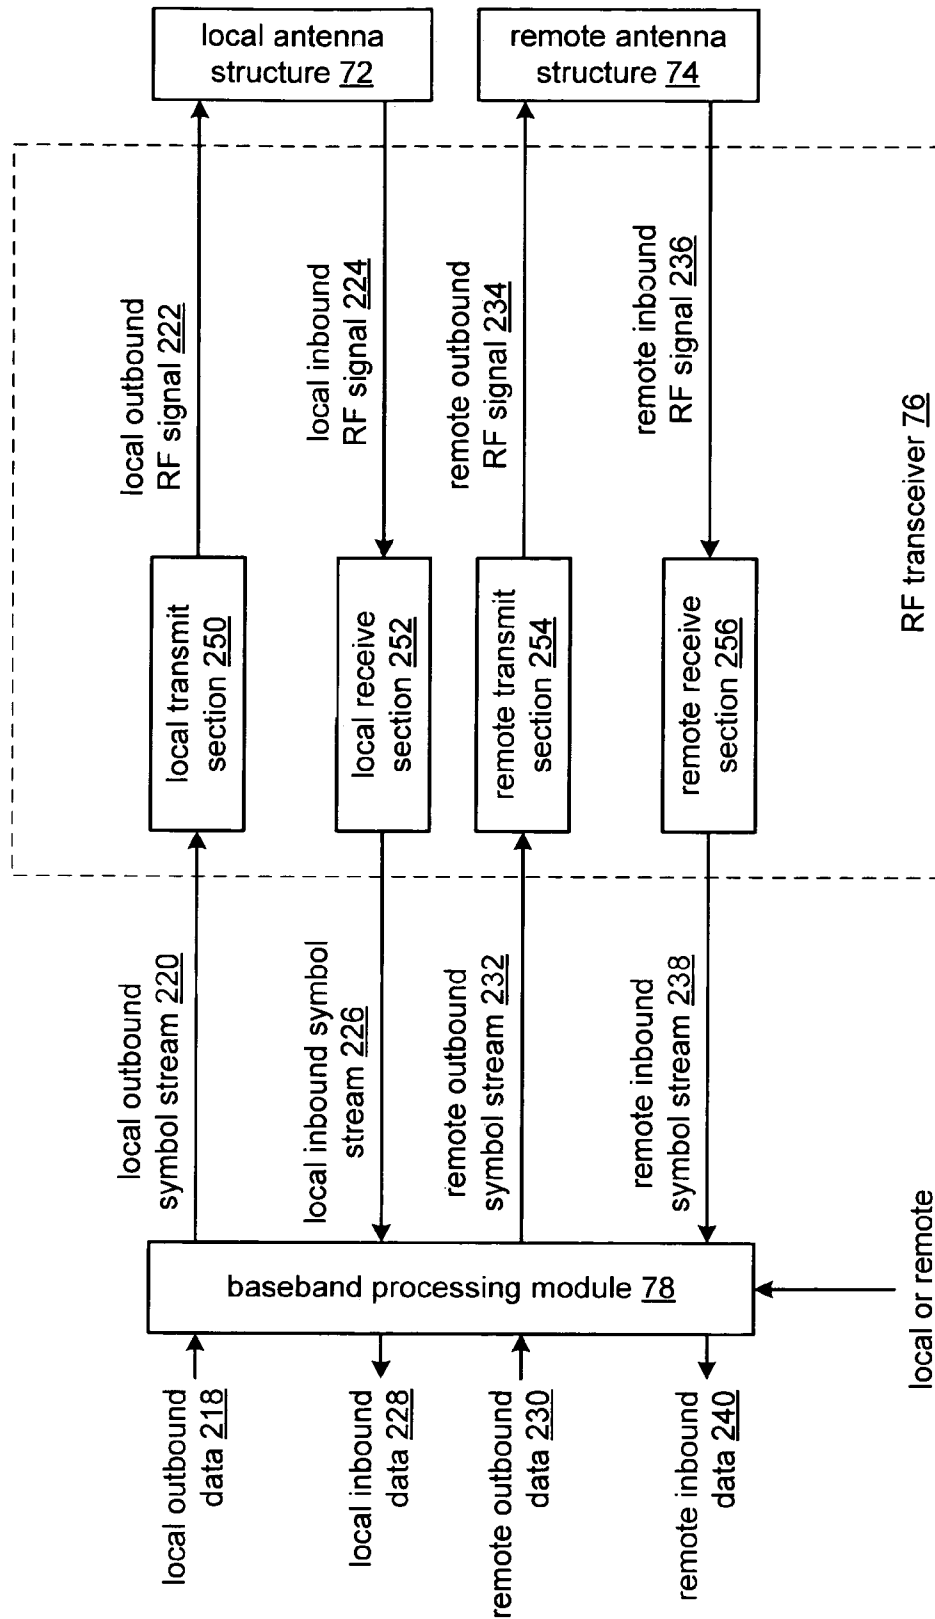 local antenna
structure 72
remote antenna
structure 74
local outbound
RF signal 222
local inbound
RF signal 224
remote outbound
RF signal 234
remote inbound
RF signal 236
local transmit
section 250
local receive
section 252
remote transmit
section 254
remote receive
section 256
RF transceiver 76
local outbound
symbol stream 220
local inbound symbol
stream 226
remote outbound
symbol stream 232
remote inbound
symbol stream 238
baseband processing module 78
local outbound
data 218
local inbound
data 228
remote outbound
data 230
remote inbound
data 240
local or remote